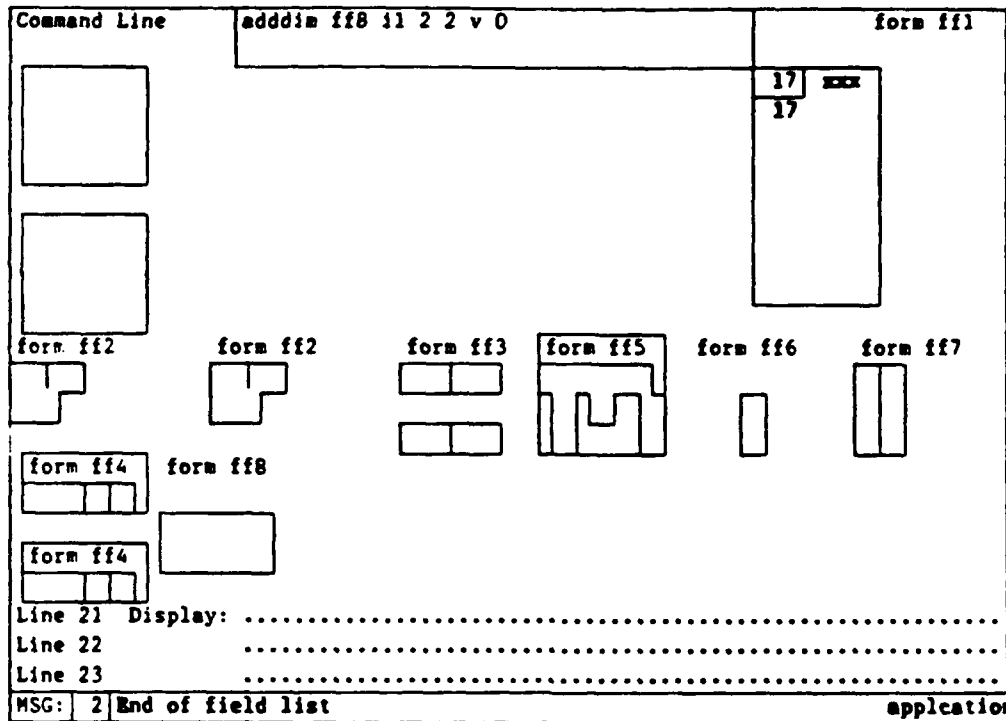 Command Line adddim ff8 i1 2 2 v 0 form ff1
17 xxx
17
form ff2 form ff2 form ff3 form ff5 form ff6 form ff7
form ff4 form ff8
form ff4
Line 21 Display: ............................................................
Line 22 ............................................................
Line 23 ............................................................
MSG: 2 End of field list applcation